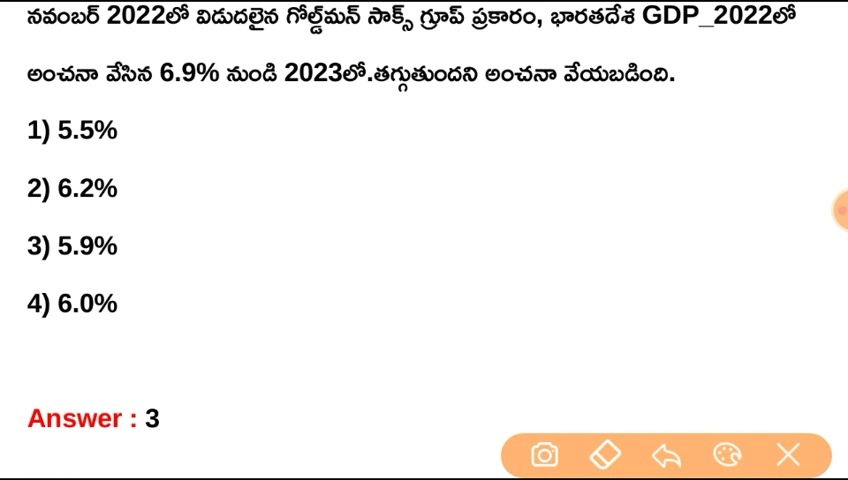 నవంబర్ 2022లో విడుదలైన గోల్డ్‌మన్ సాక్స్ గ్రూప్ ప్రకారం, భారతదేశ GDP_2022లో
అంచనా వేసిన 6.9% నుండి 2023లో.తగ్గుతుందని అంచనా వేయబడింది.
1) 5.5%
2) 6.2%
3) 5.9%
4) 6.0%
Answer : 3